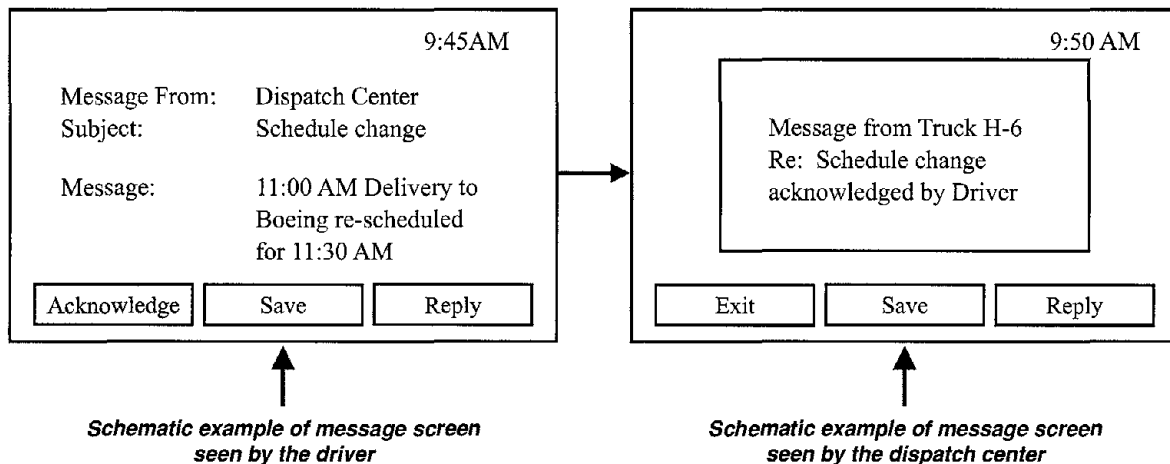 9:45AM
Message From: Dispatch Center
Subject: Schedule change
Message: 11:00 AM Delivery to
Boeing re-scheduled
for 11:30 AM
Acknowledge Save Reply
Schematic example of message screen
seen by the driver
9:50 AM
Message from Truck H-6
Re: Schedule change
acknowledged by Driver
Exit Save Reply
Schematic example of message screen
seen by the dispatch center